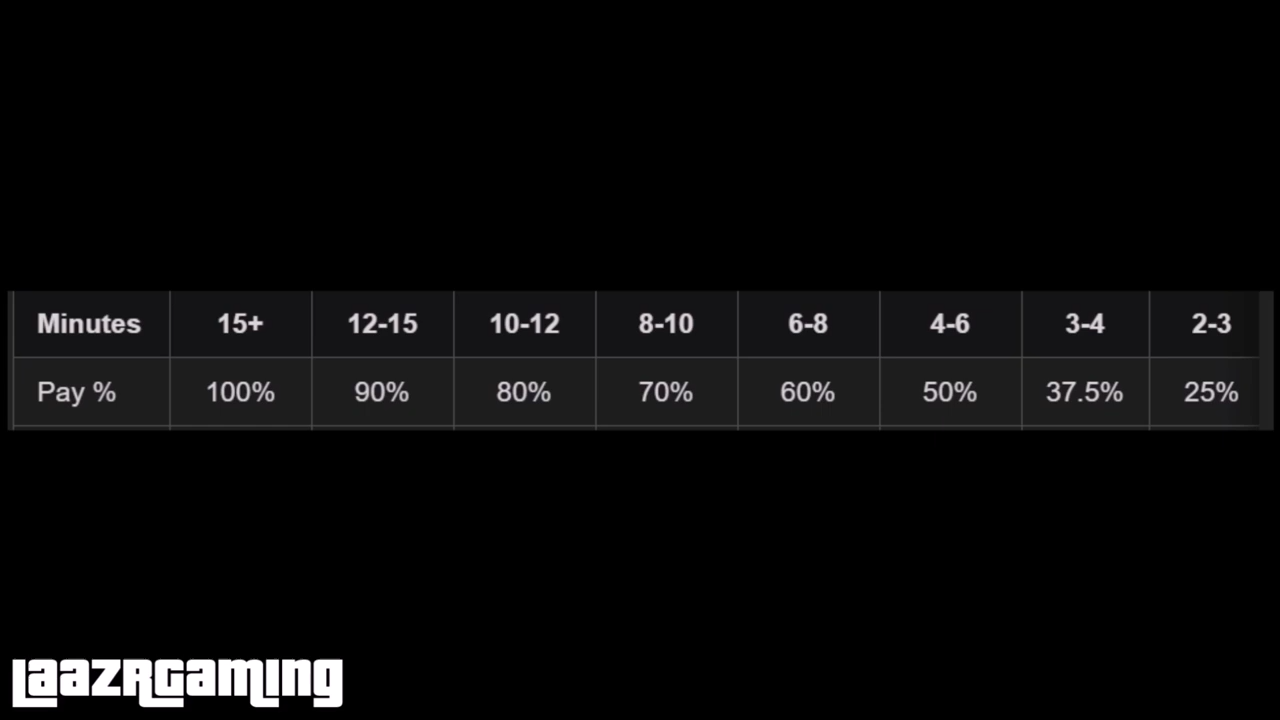 Minutes 15+ 12-15 10-12 8-10 6-8 4-6 3-4 2-3
Pay % 100% 90% 80% 70% 60% 50% 37.5% 25%
LaazrGaming